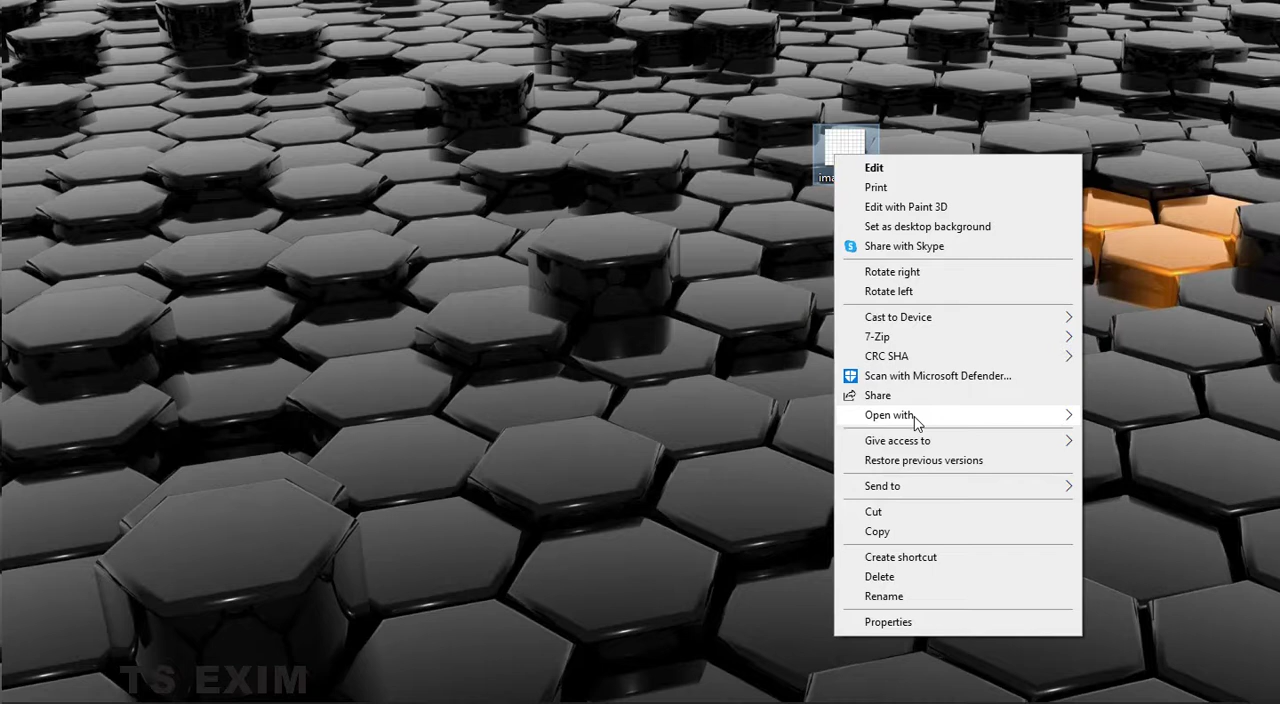 Edit
Print
Edit with Paint 3D
Set as desktop background
Share with Skype
Rotate right
Rotate left
Cast to Device
7-Zip
CRC SHA
Scan with Microsoft Defender...
Share
Open with
Give access to
Restore previous versions
Send to
Cut
Copy
Create shortcut
Delete
Rename
Properties
TS EXIM